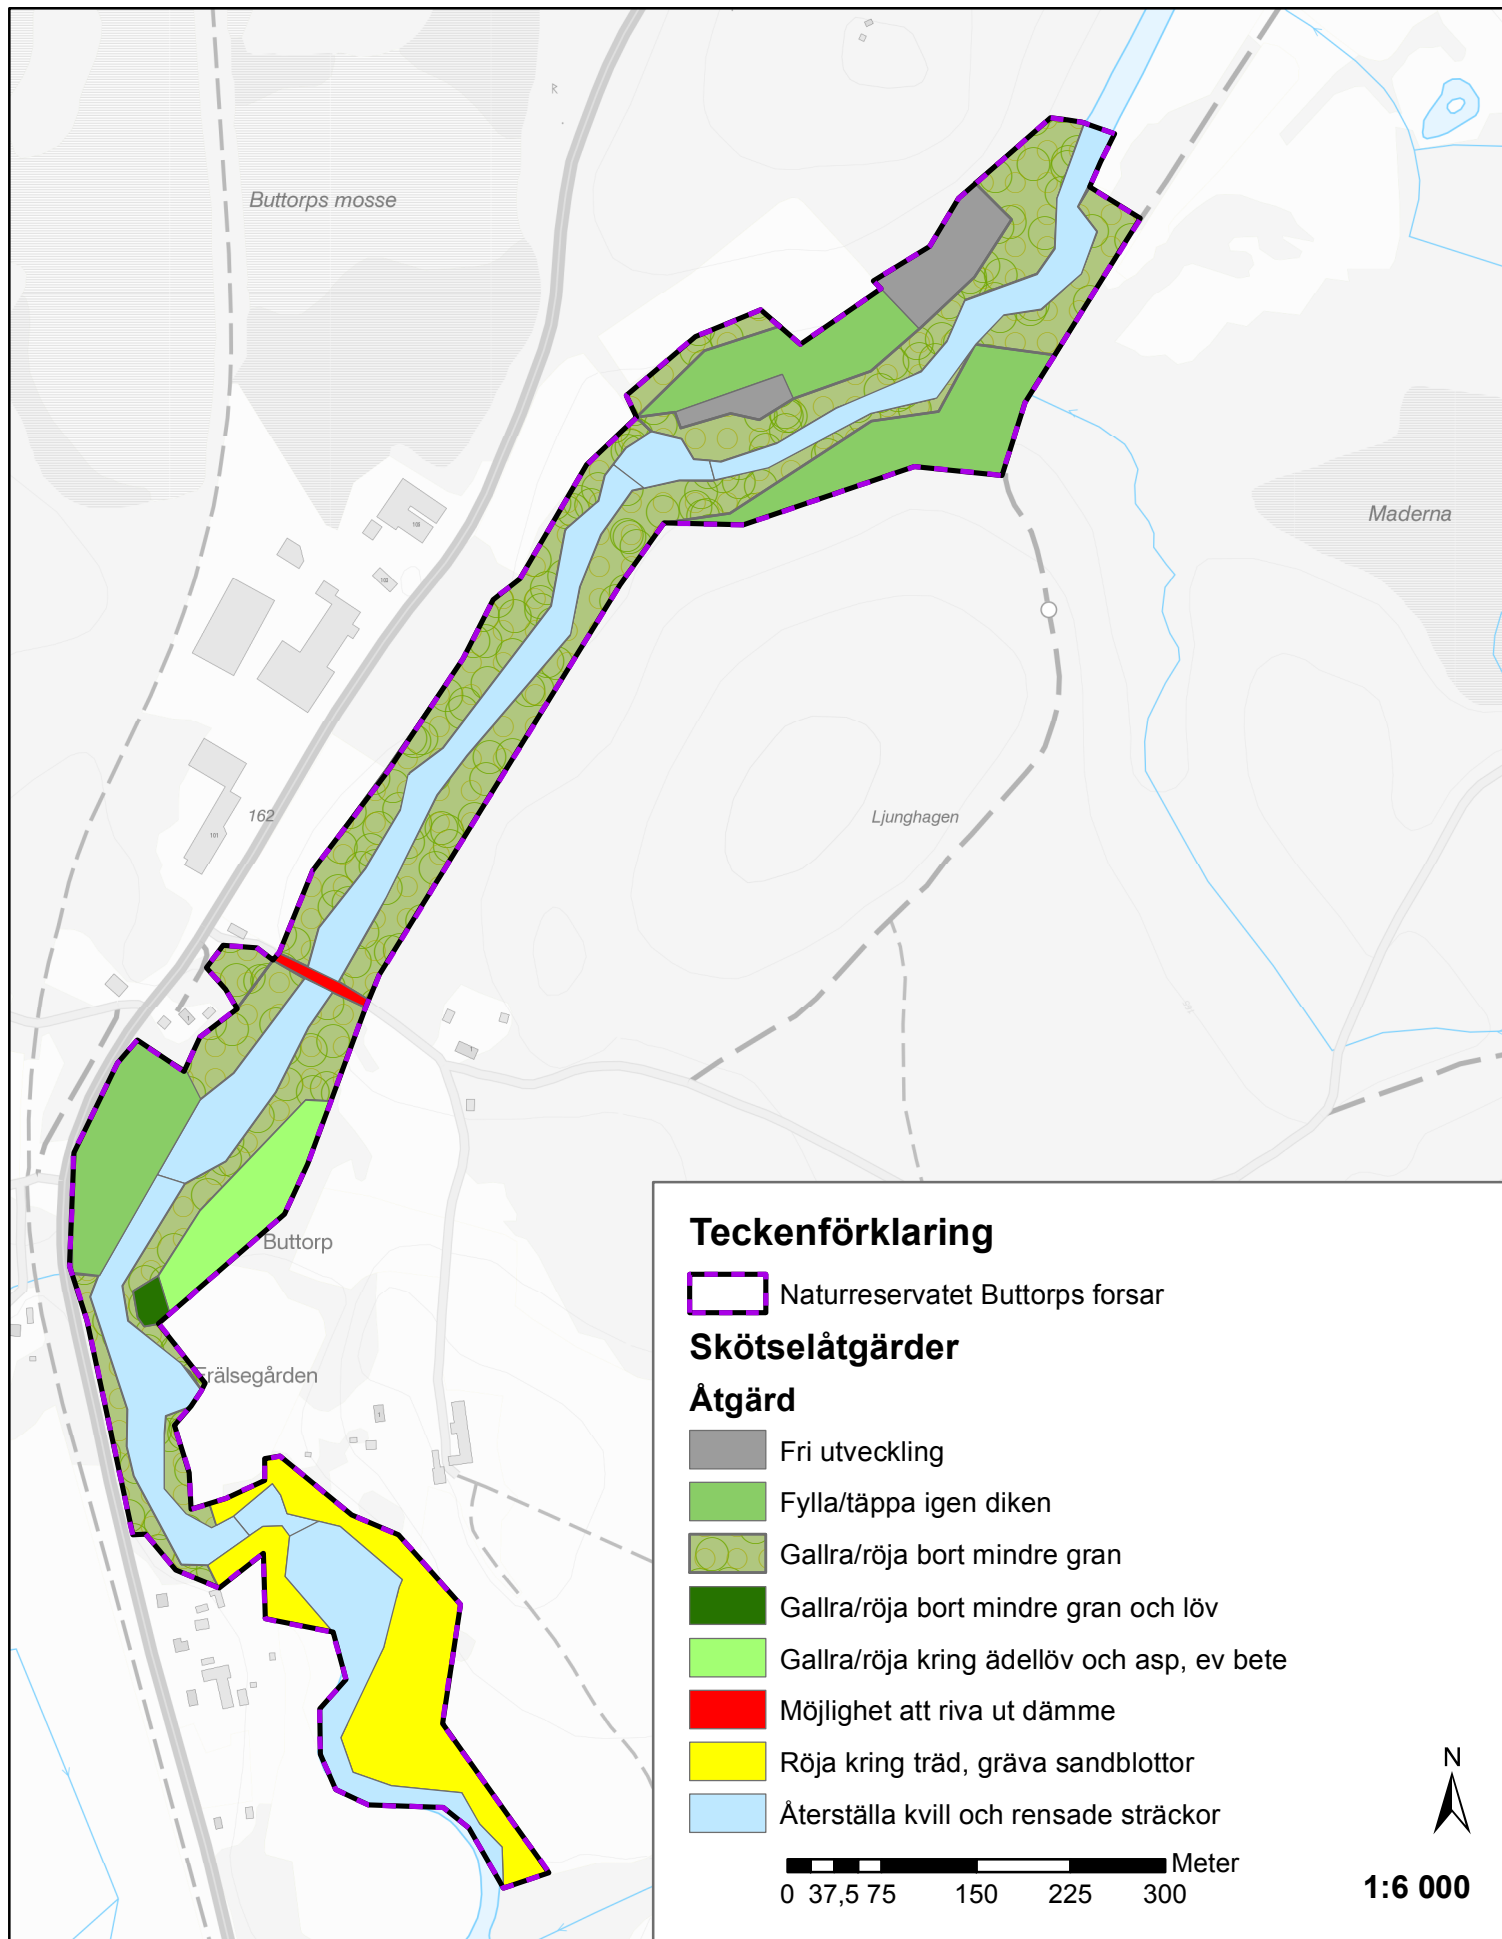 Buttorps mosse
R
109
103
Maderna
162
101
Ljunghagen
Buttorp
Frälsegården
Teckenförklaring
Naturreservatet Buttorps forsar
Skötselåtgärder
Åtgärd
Fri utveckling
Fylla/täppa igen diken
Gallra/röja bort mindre gran
Gallra/röja bort mindre gran och löv
Gallra/röja kring ädellöv och asp, ev bete
Möjlighet att riva ut dämme
Röja kring träd, gräva sandblottor
Återställa kvill och rensade sträckor
N
Meter
0 37,5 75 150 225 300
1:6 000